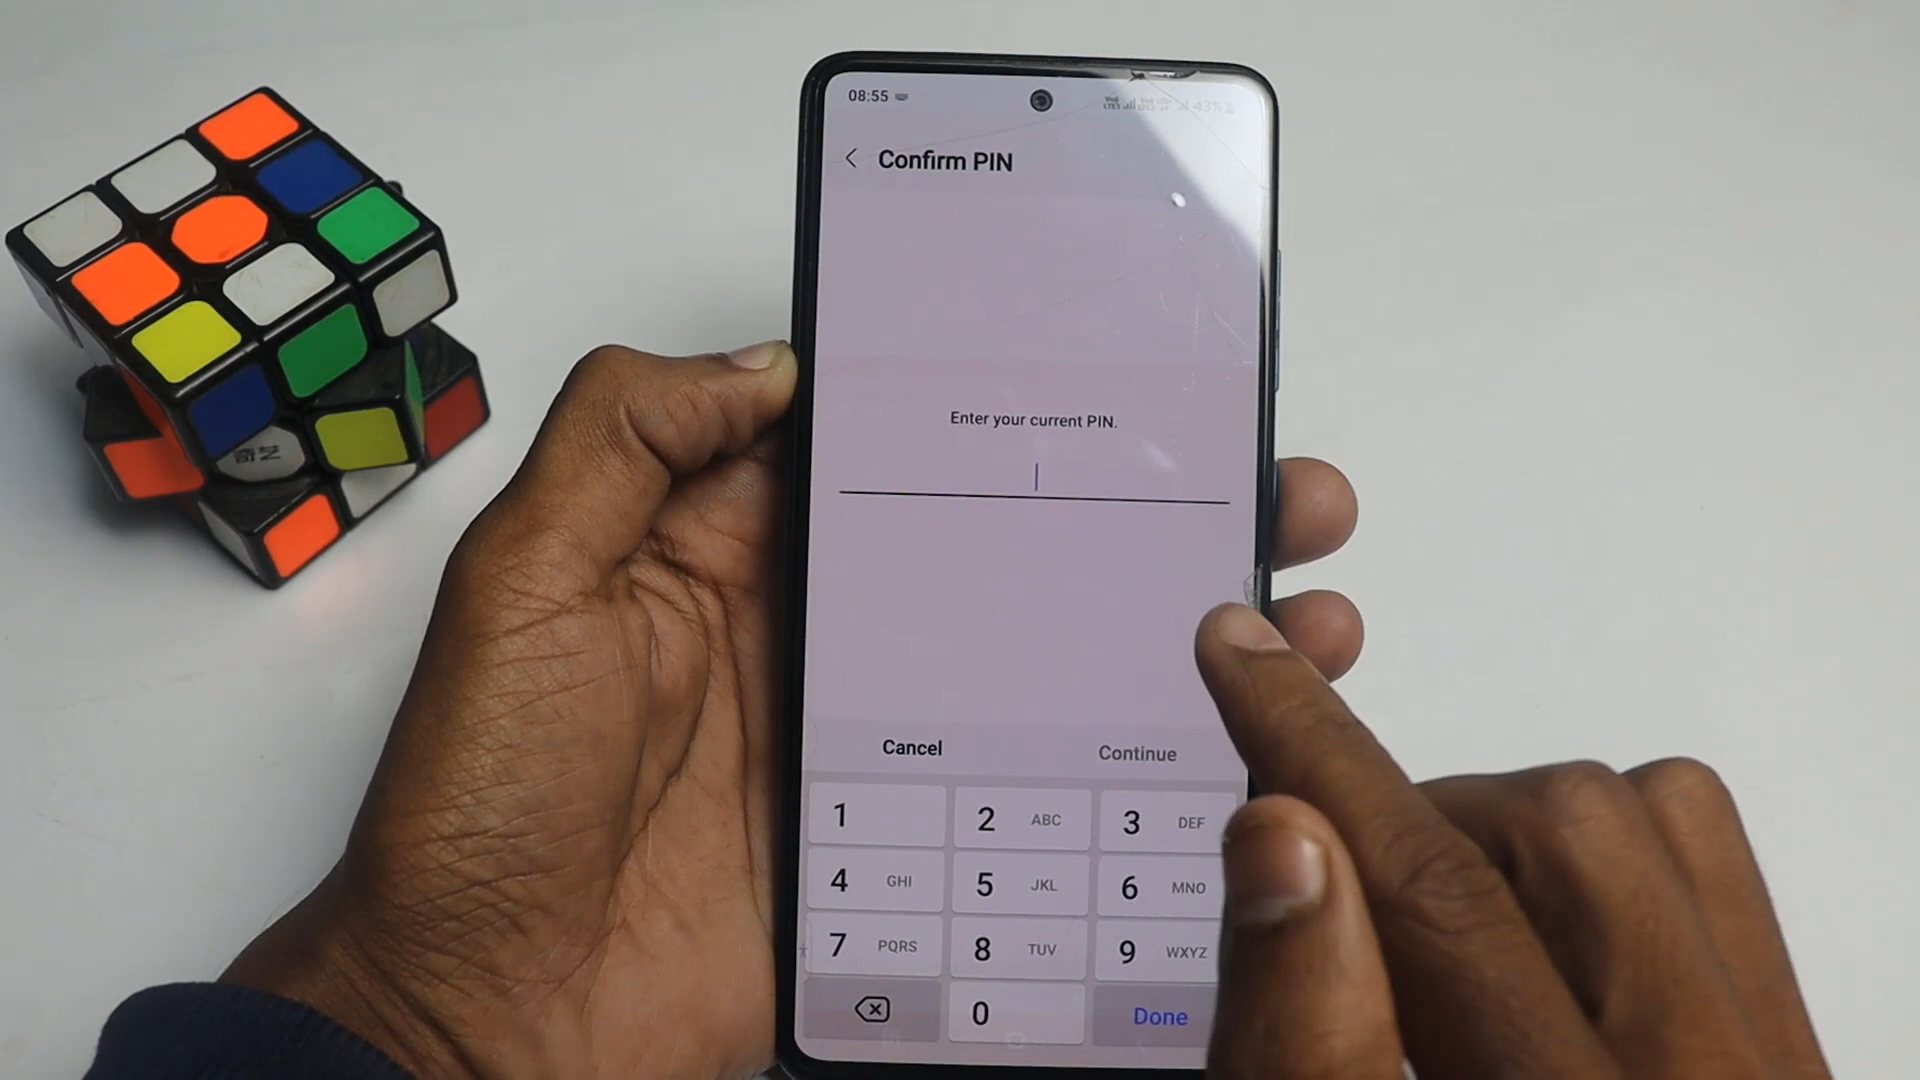 08:55
43%
Confirm PIN
Enter your current PIN.
Cancel Continue
1 2 ABC 3 DEF
4 GHI 5 JKL 6 MNO
7 PQRS 8 TUV 9 WXYZ
0 Done